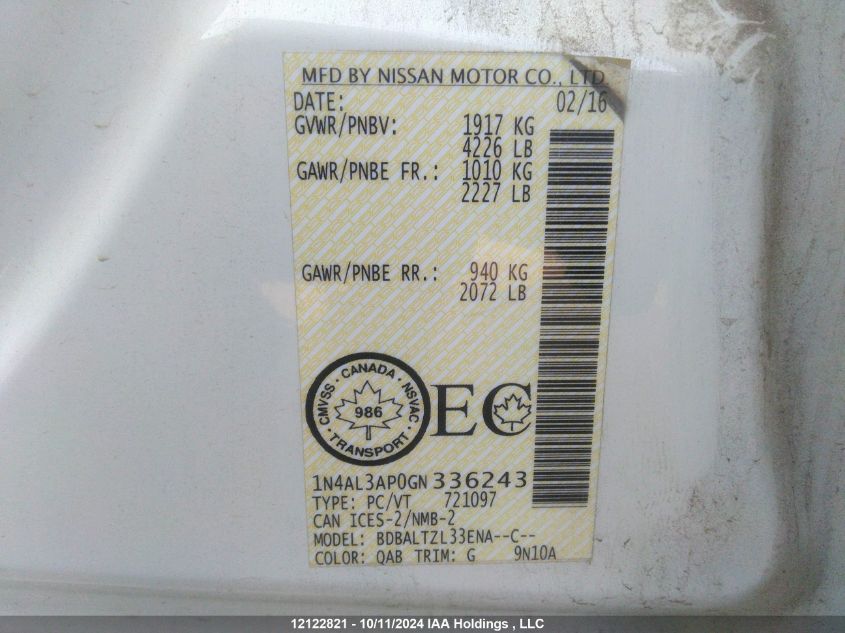 MFD BY NISSAN MOTOR CO., LTD
DATE: 02/16
GVWR/PNBV: 1917 KG
4226 LB
GAWR/PNBE FR.: 1010 KG
2227 LB
GAWR/PNBE RR.: 940 KG
2072 LB
CMVSS · CANADA · NSVAC · TRANSPORT ·
986
EC
1N4AL3AP0GN336243
TYPE: PC/VT 721097
CAN ICES-2/NMB-2
MODEL: BDBALTZL33ENA--C--
COLOR: QAB TRIM: G 9N10A
12122821 - 10/11/2024 IAA Holdings , LLC